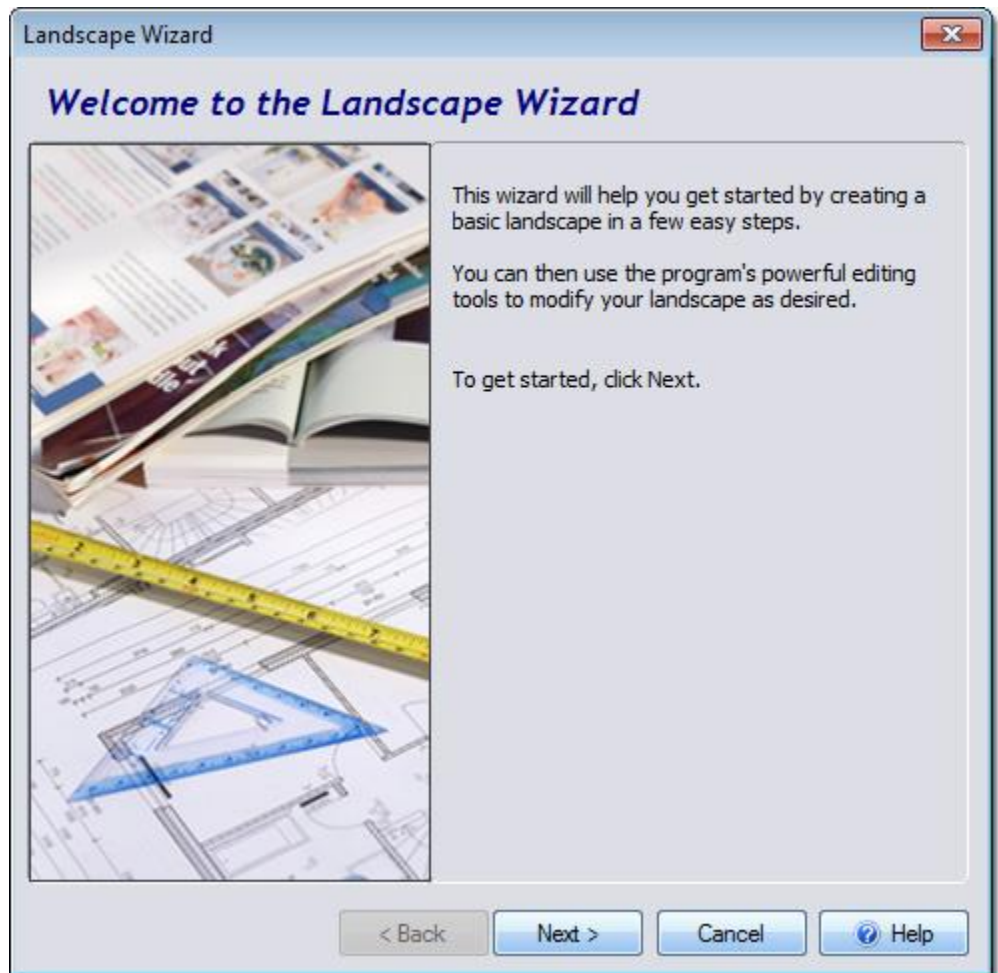 Landscape Wizard
Welcome to the Landscape Wizard
This wizard will help you get started by creating a
basic landscape in a few easy steps.
You can then use the program's powerful editing
tools to modify your landscape as desired.
To get started, click Next.
< Back
Next >
Cancel
Help